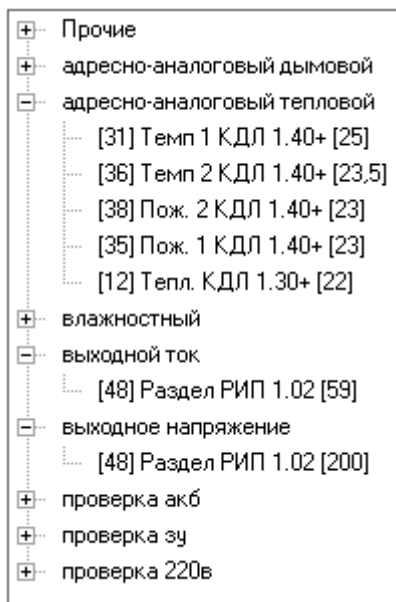 Прочие
адресно-аналоговый дымовой
адресно-аналоговый тепловой
[31] Темп 1 КДЛ 1.40+ [25]
[36] Темп 2 КДЛ 1.40+ [23,5]
[38] Пож. 2 КДЛ 1.40+ [23]
[35] Пож. 1 КДЛ 1.40+ [23]
[12] Тепл. КДЛ 1.30+ [22]
влажностный
выходной ток
[48] Раздел РИП 1.02 [59]
выходное напряжение
[48] Раздел РИП 1.02 [200]
проверка акб
проверка зу
проверка 220в